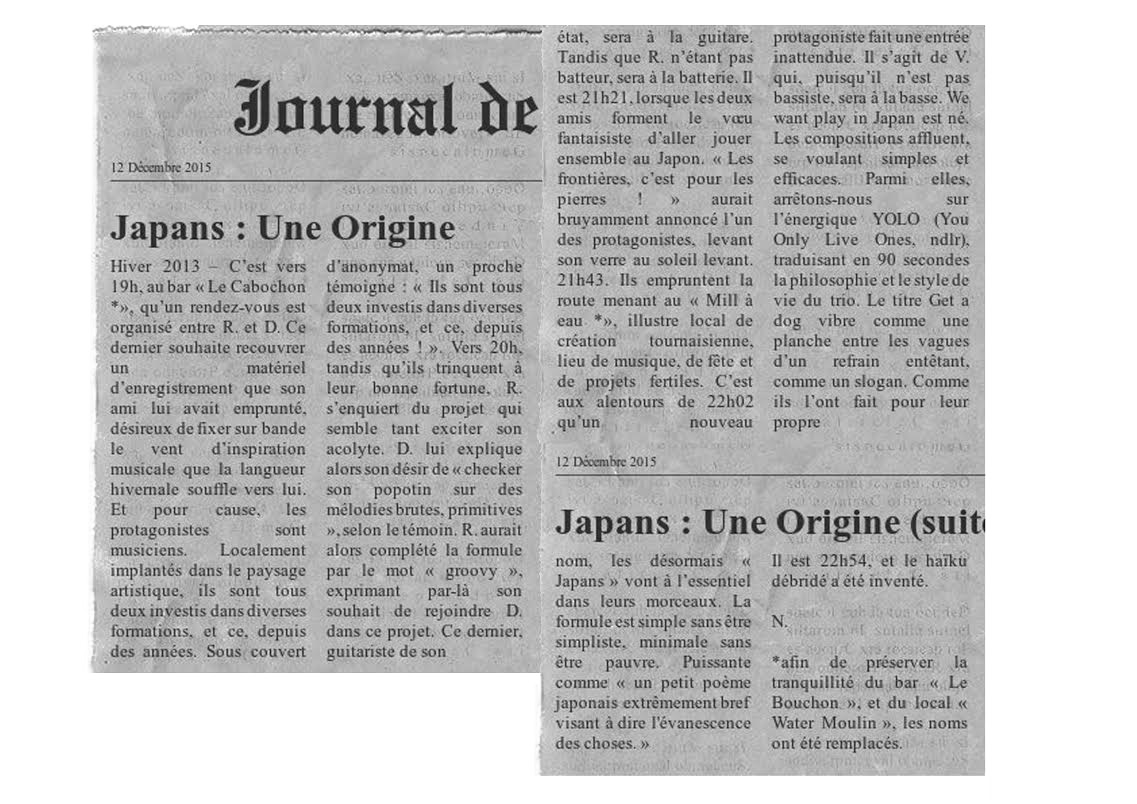 Journal de
12 Décembre 2015
Japans : Une Origine
Hiver 2013 – C’est vers
19h, au bar « Le Cabochon
*», qu’un rendez-vous est
organisé entre R. et D. Ce
dernier souhaite recouvrer
un matériel
d’enregistrement que son
ami lui avait emprunté,
désireux de fixer sur bande
le vent d’inspiration
musicale que la langueur
hivernale souffle vers lui.
Et pour cause, les
protagonistes sont
musiciens. Localement
implantés dans le paysage
artistique, ils sont tous
deux investis dans diverses
formations, et ce, depuis
des années. Sous couvert
d’anonymat, un proche
témoigne : « Ils sont tous
deux investis dans diverses
formations, et ce, depuis
des années ! ». Vers 20h,
tandis qu’ils trinquent à
leur bonne fortune, R.
s’enquiert du projet qui
semble tant exciter son
acolyte. D. lui explique
alors son désir de « checker
son popotin sur des
mélodies brutes, primitives
», selon le témoin. R. aurait
alors complété la formule
par le mot « groovy »,
exprimant par-là son
souhait de rejoindre D.
dans ce projet. Ce dernier,
guitariste de son
état, sera à la guitare.
Tandis que R. n’étant pas
batteur, sera à la batterie. Il
est 21h21, lorsque les deux
amis forment le vœu
fantaisiste d’aller jouer
ensemble au Japon. « Les
frontières, c’est pour les
pierres ! » aurait
bruyamment annoncé l’un
des protagonistes, levant
son verre au soleil levant.
21h43. Ils empruntent la
route menant au « Mill à
eau *», illustre local de
création tournaisienne,
lieu de musique, de fête et
de projets fertiles. C’est
aux alentours de 22h02
qu’un nouveau
protagoniste fait une entrée
inattendue. Il s’agit de V.
qui, puisqu’il n’est pas
bassiste, sera à la basse. We
want play in Japan est né.
Les compositions affluent,
se voulant simples et
efficaces. Parmi elles,
arrêtons-nous sur
l’énergique YOLO (You
Only Live Ones, ndlr),
traduisant en 90 secondes
la philosophie et le style de
vie du trio. Le titre Get a
dog vibre comme une
planche entre les vagues
d’un refrain entêtant,
comme un slogan. Comme
ils l’ont fait pour leur
propre
12 Décembre 2015
Japans : Une Origine (suite
nom, les désormais «
Japans » vont à l’essentiel
dans leurs morceaux. La
formule est simple sans être
simpliste, minimale sans
être pauvre. Puissante
comme « un petit poème
japonais extrêmement bref
visant à dire l'évanescence
des choses. »
Il est 22h54, et le haïku
débridé a été inventé.
N.
*afin de préserver la
tranquillité du bar « Le
Bouchon », et du local «
Water Moulin », les noms
ont été remplacés.